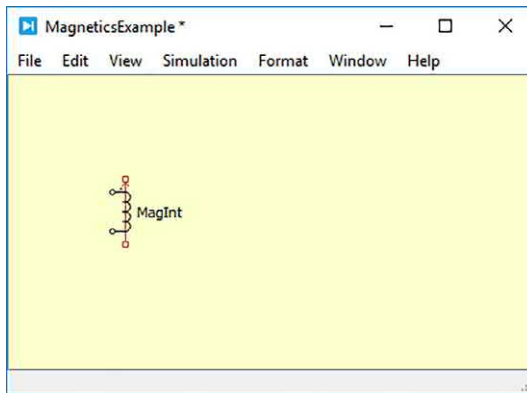 MagneticsExample *
File Edit View Simulation Format Window Help
MagInt